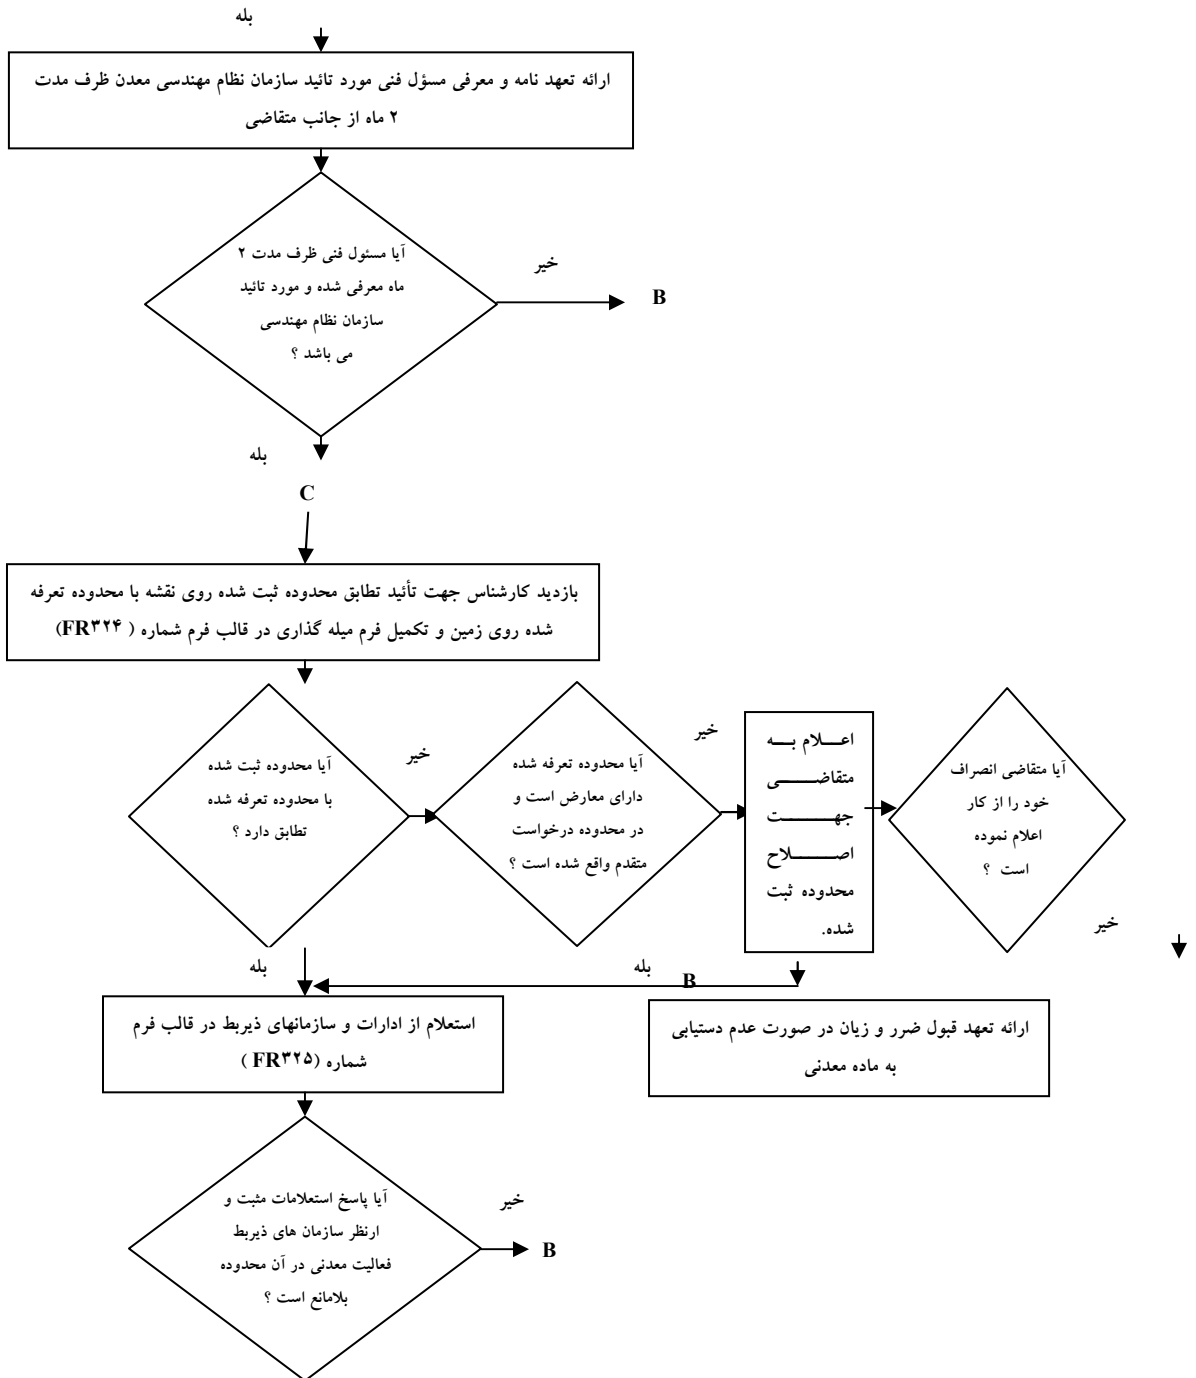 بله
ارائه تعهد نامه و معرفی مسؤل فنی مورد تائید سازمان نظام مهندسی معدن ظرف مدت
۲ ماه از جانب متقاضی
آیا مسئول فنی ظرف مدت ۲
ماه معرفی شده و مورد تائید
سازمان نظام مهندسی
می باشد ؟
خیر
B
بله
C
بازدید کارشناس جهت تأئید تطابق محدوده ثبت شده روی نقشه با محدوده تعرفه
شده روی زمین و تکمیل فرم میله گذاری در قالب فرم شماره ( FR۳۲۴)
آیا محدوده ثبت شده
با محدوده تعرفه شده
تطابق دارد ؟
خیر
آیا محدوده تعرفه شده
دارای معارض است و
در محدوده درخواست
متقدم واقع شده است ؟
خیر
اعــلام بــه
متقاضــی
جهــت
اصــلاح
محدوده ثبت
شده.
آیا متقاضی انصراف
خود را از کار
اعلام نموده
است ؟
خیر
بله
بله
B
استعلام از ادارات و سازمانهای ذیربط در قالب فرم
شماره (FR۳۲۵ )
ارائه تعهد قبول ضرر و زیان در صورت عدم دستیابی
به ماده معدنی
آیا پاسخ استعلامات مثبت و
ازنظر سازمان های ذیربط
فعالیت معدنی در آن محدوده
بلامانع است ؟
خیر
B